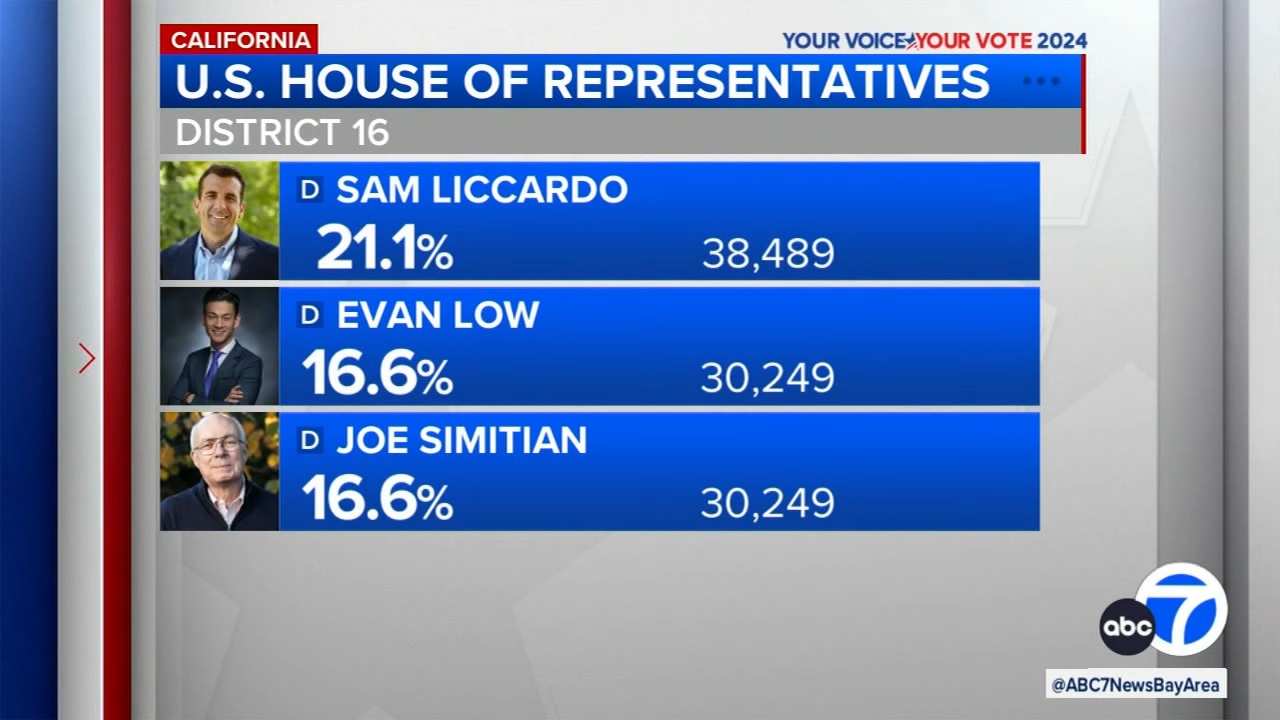 CALIFORNIA
YOUR VOICE YOUR VOTE 2024
U.S. HOUSE OF REPRESENTATIVES
DISTRICT 16
D SAM LICCARDO
21.1% 38,489
D EVAN LOW
16.6% 30,249
D JOE SIMITIAN
16.6% 30,249
abc 7
@ABC7NewsBayArea